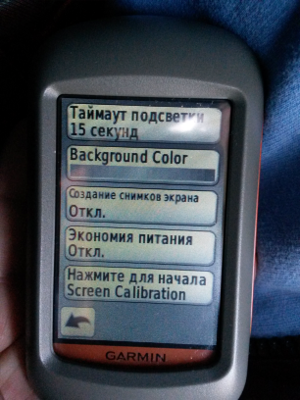 Таймаут подсветки
15 секунд
Background Color
Создание снимков экрана
Откл.
Экономия питания
Откл.
Нажмите для начала
Screen Calibration
GARMIN